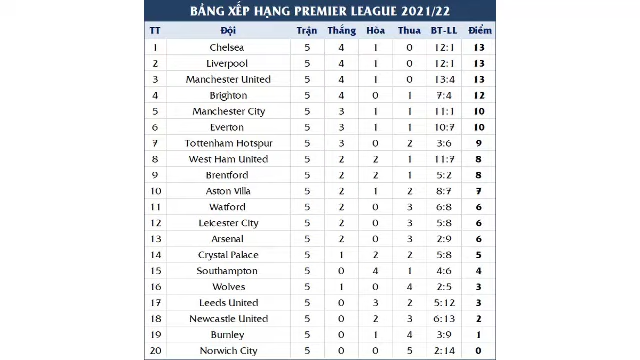 BẢNG XẾP HẠNG PREMIER LEAGUE 2021/22
TT Đội Trận Thắng Hòa Thua BT-LL Điểm
1 Chelsea 5 4 1 0 12:1 13
2 Liverpool 5 4 1 0 12:1 13
3 Manchester United 5 4 1 0 13:4 13
4 Brighton 5 4 0 1 7:4 12
5 Manchester City 5 3 1 1 11:1 10
6 Everton 5 3 1 1 10:7 10
7 Tottenham Hotspur 5 3 0 2 3:6 9
8 West Ham United 5 2 2 1 11:7 8
9 Brentford 5 2 2 1 5:2 8
10 Aston Villa 5 2 1 2 8:7 7
11 Watford 5 2 0 3 6:8 6
12 Leicester City 5 2 0 3 5:8 6
13 Arsenal 5 2 0 3 2:9 6
14 Crystal Palace 5 1 2 2 5:8 5
15 Southampton 5 0 4 1 4:6 4
16 Wolves 5 1 0 4 2:5 3
17 Leeds United 5 0 3 2 5:12 3
18 Newcastle United 5 0 2 3 6:13 2
19 Burnley 5 0 1 4 3:9 1
20 Norwich City 5 0 0 5 2:14 0